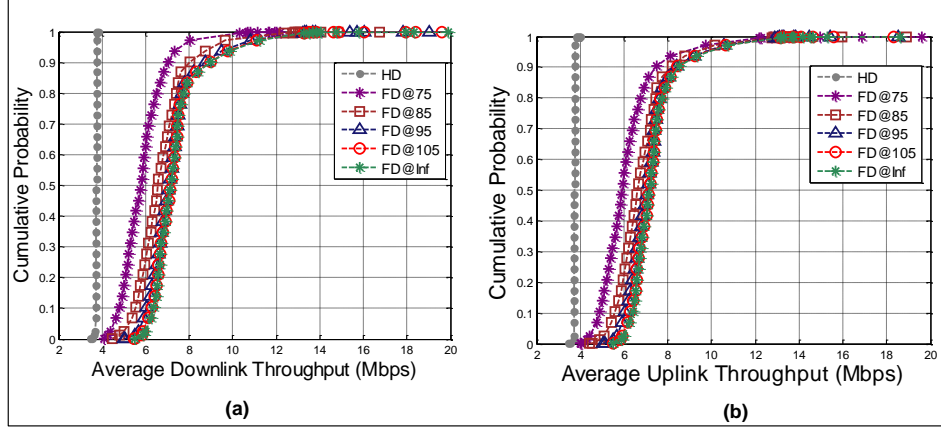 1
0.9
0.8
0.7
0.6
0.5
0.4
0.3
0.2
0.1
0
Cumulative Probability
HD
FD@75
FD@85
FD@95
FD@105
FD@Inf
2 4 6 8 10 12 14 16 18 20
Average Downlink Throughput (Mbps)
(a)
1
0.9
0.8
0.7
0.6
0.5
0.4
0.3
0.2
0.1
0
Cumulative Probability
HD
FD@75
FD@85
FD@95
FD@105
FD@Inf
2 4 6 8 10 12 14 16 18 20
Average Uplink Throughput (Mbps)
(b)